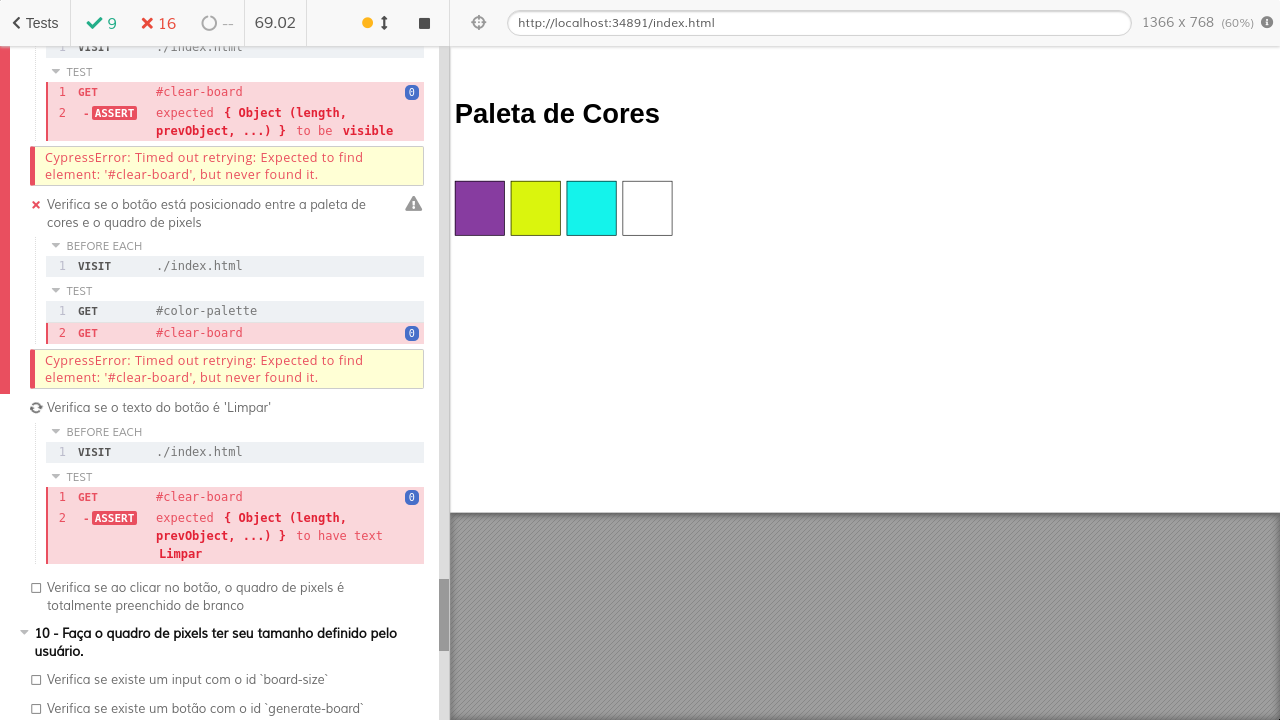 Tests 9 16 -- 69.02 http://localhost:34891/index.html 1366 x 768 (60%)
1 VISIT ./index.html
TEST
1 GET #clear-board 0
2 -ASSERT expected { Object (length,
prevObject, ...) } to be visible
CypressError: Timed out retrying: Expected to find
element: '#clear-board', but never found it.
Verifica se o botão está posicionado entre a paleta de
cores e o quadro de pixels
BEFORE EACH
1 VISIT ./index.html
TEST
1 GET #color-palette
2 GET #clear-board 0
CypressError: Timed out retrying: Expected to find
element: '#clear-board', but never found it.
Verifica se o texto do botão é 'Limpar'
BEFORE EACH
1 VISIT ./index.html
TEST
1 GET #clear-board 0
2 -ASSERT expected { Object (length,
prevObject, ...) } to have text
Limpar
Verifica se ao clicar no botão, o quadro de pixels é
totalmente preenchido de branco
10 - Faça o quadro de pixels ter seu tamanho definido pelo
usuário.
Verifica se existe um input com o id `board-size`
Verifica se existe um botão com o id `generate-board`
Paleta de Cores